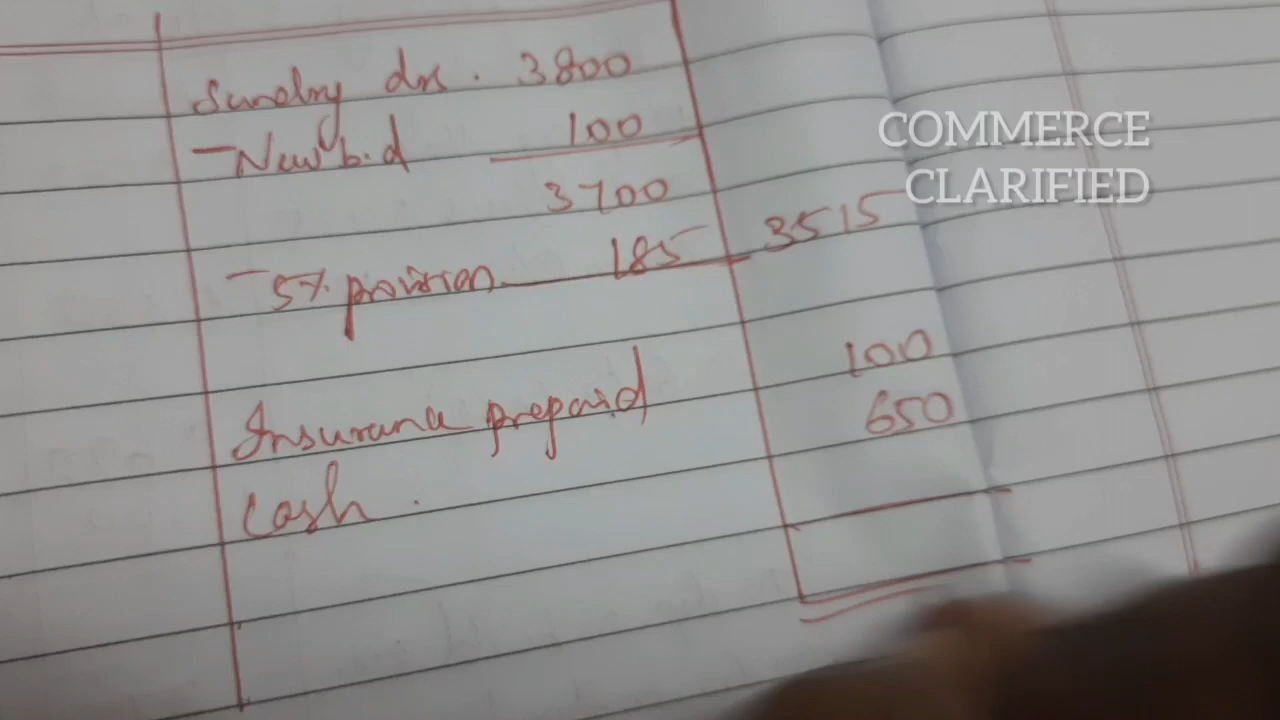 Sundry drs. 3800
-New b.d 100
3700
-5% provision 185 3515
Insurance prepaid 100
Cash. 650
COMMERCE
CLARIFIED